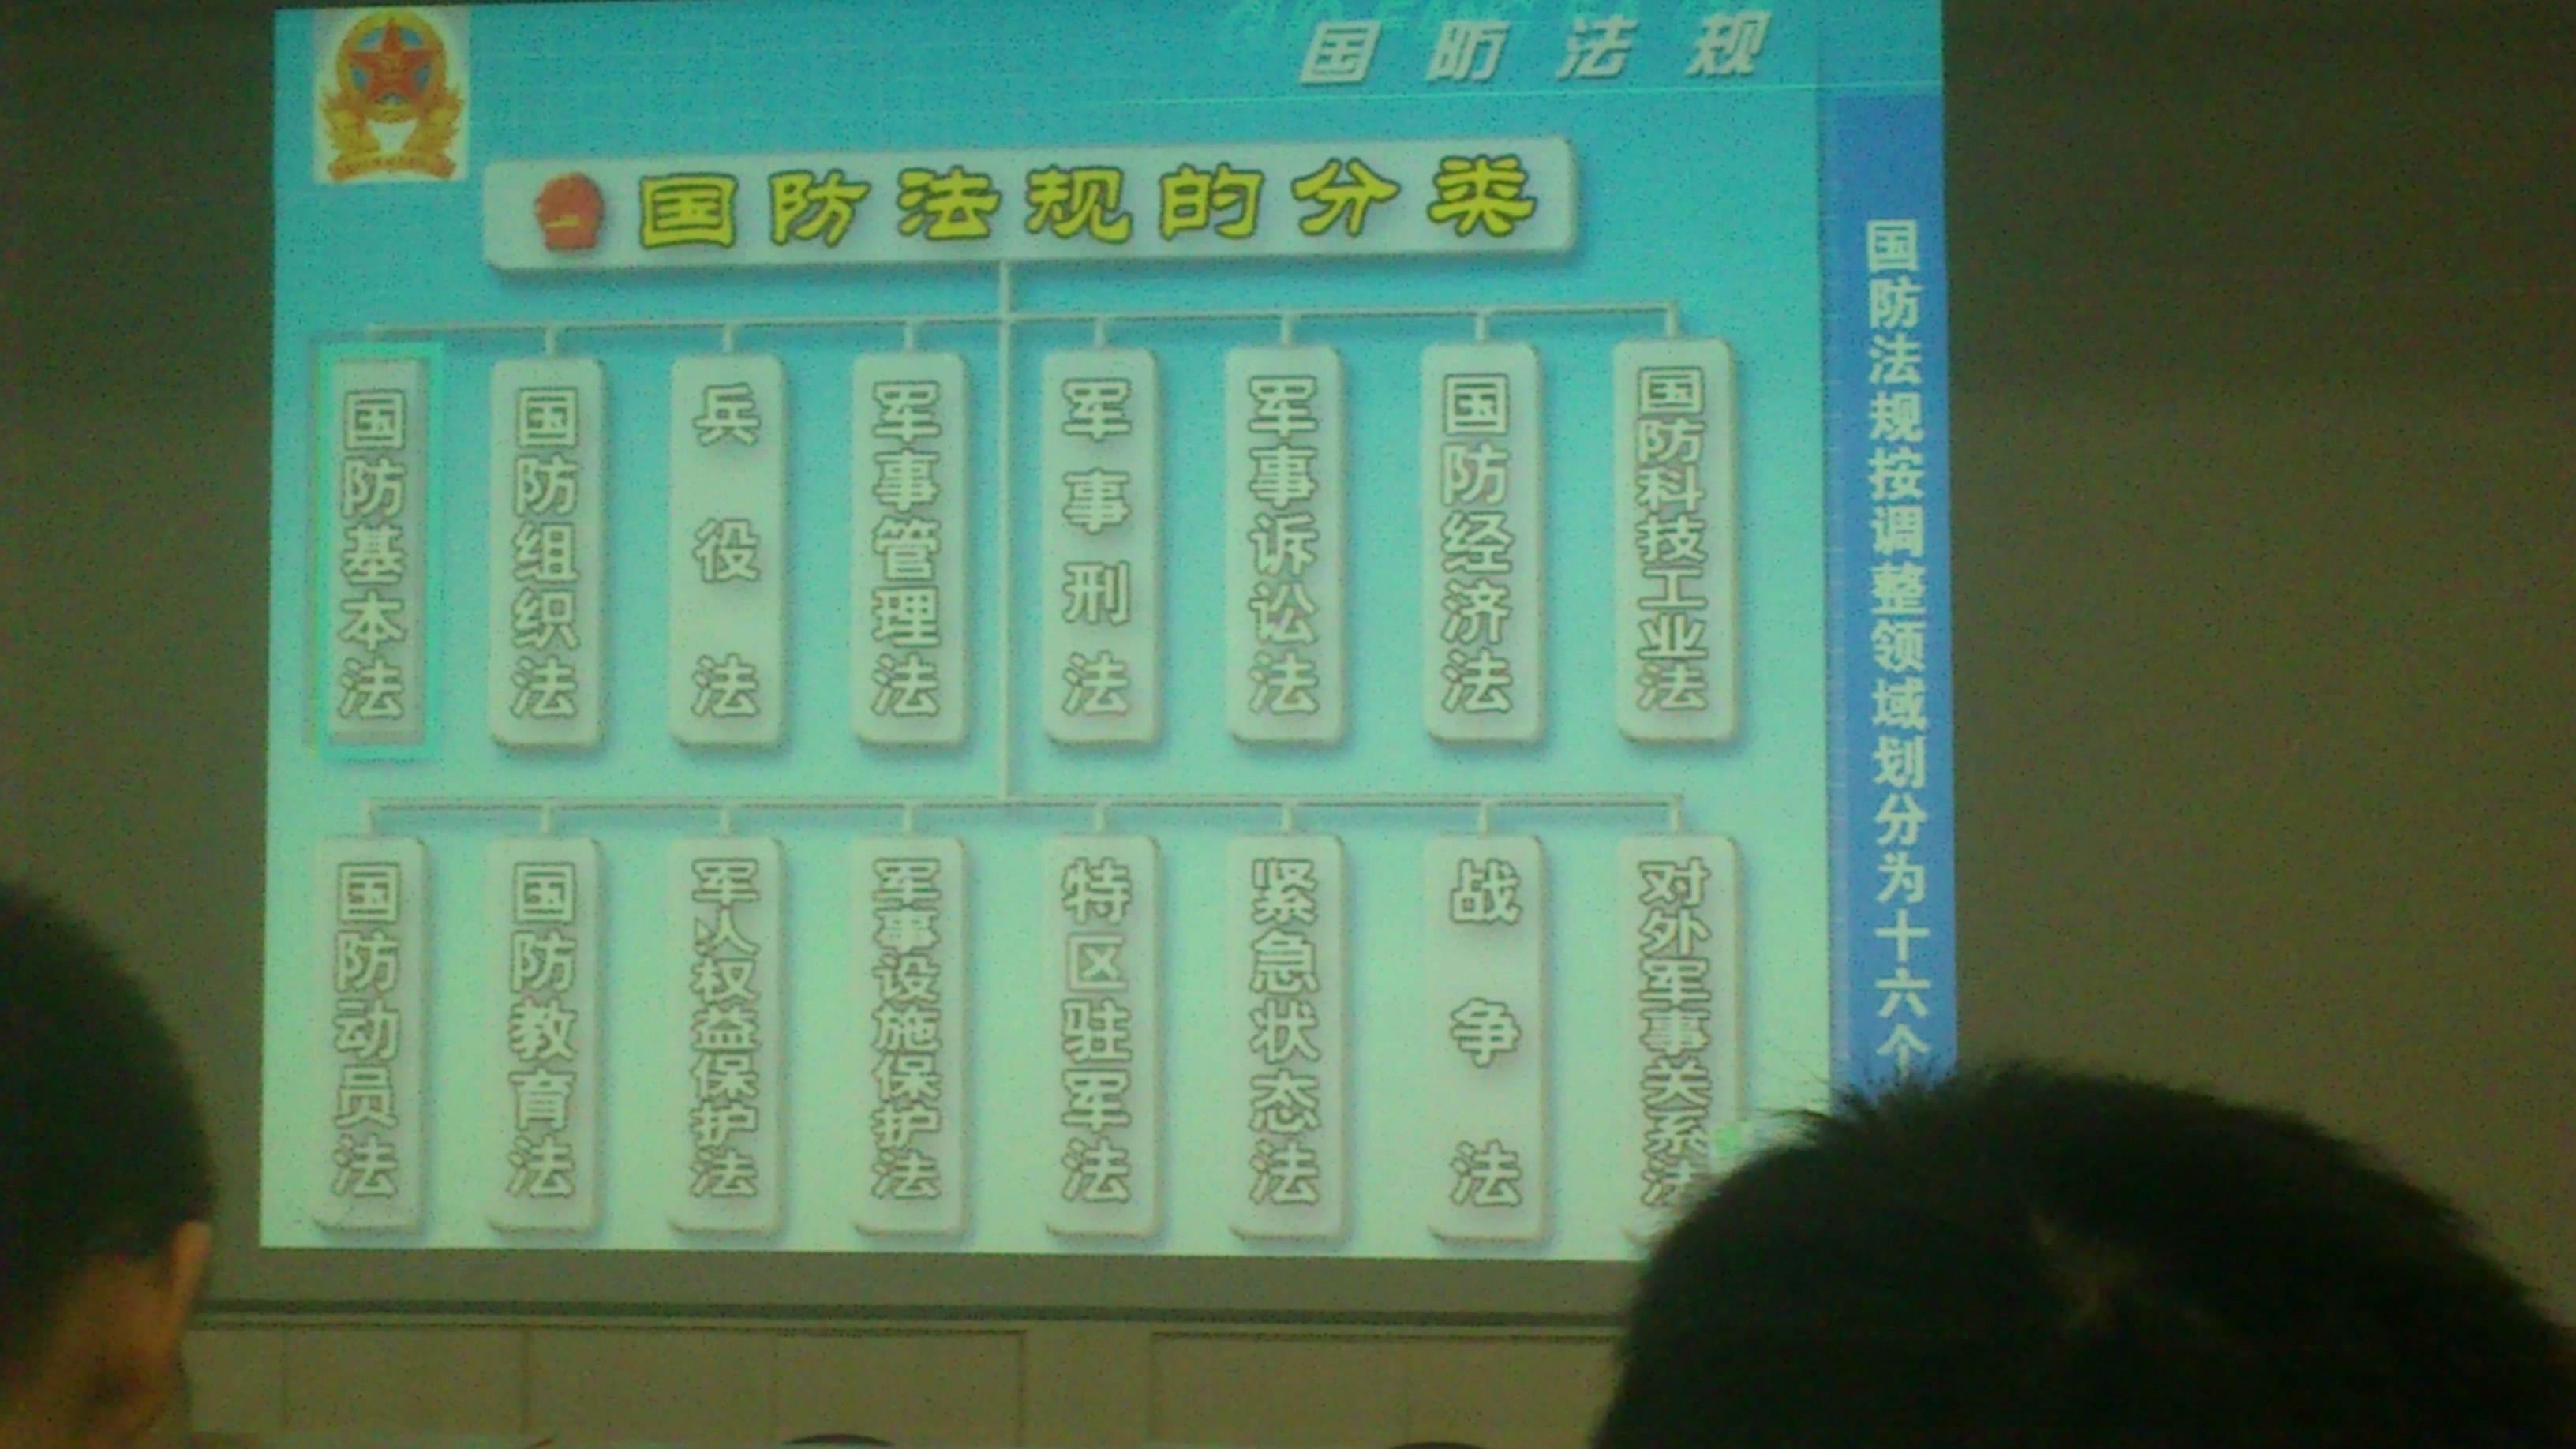 国防法规
国防法规的分类
国防基本法
国防组织法
兵役法
军事管理法
军事刑法
军事诉讼法
国防经济法
国防科技工业法
国防动员法
国防教育法
军人权益保护法
军事设施保护法
特区驻军法
紧急状态法
战争法
对外军事关系法
国防法规按调整领域划分为十六个